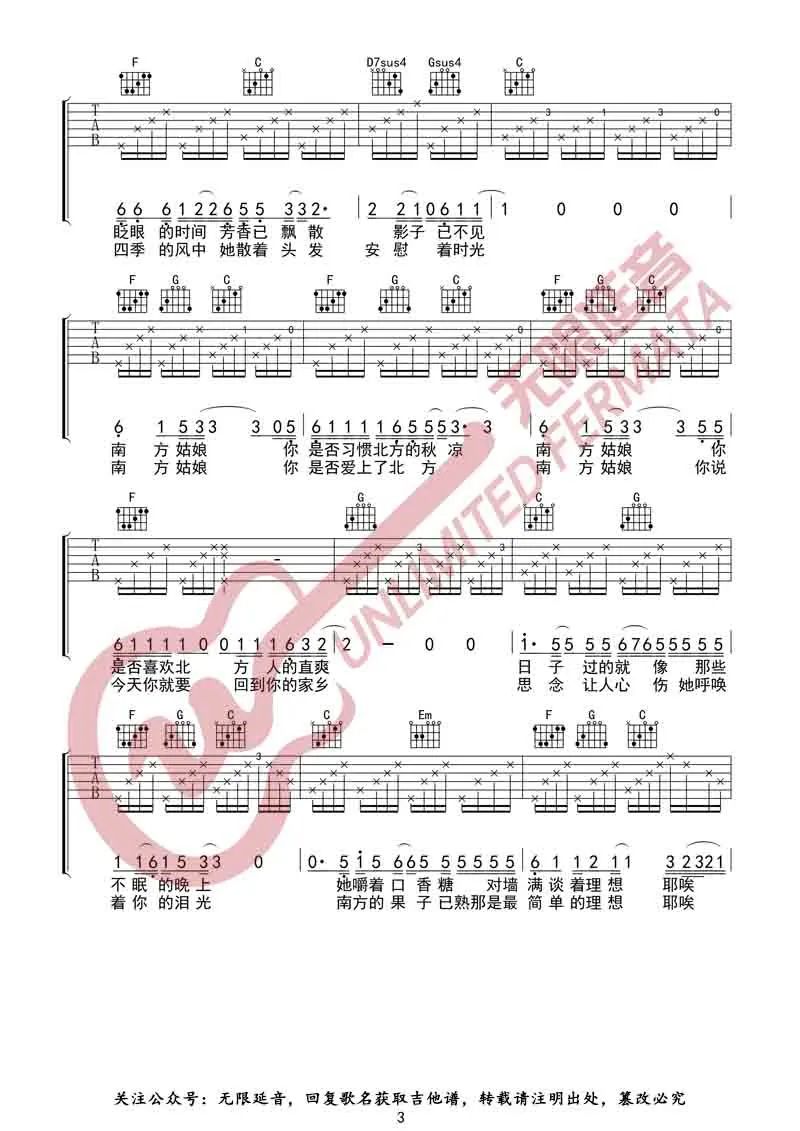 F C D7sus4 Gsus4 C
T A B 3 1 3 0
6 6 6 1 2 2 6 5 5 3 3 2· 2 2 1 0 6 1 1 1 0 0 0
眨眼 的时间 芳香已 飘散 影子 已不见
四季 的风中 她散着 头发 安慰 着时光
F G C F G C F G C
T A B 1 0 0 0
6 1 5 3 3 3 3 0 5 6 1 1 1 1 1 6 5 5 5 3· 3 6 1 5 3 3 3 3 5 5
南 方 姑娘 你 是否习惯北方的秋 凉 南 方 姑娘 你
南 方 姑娘 你 是否爱上了北 方 南 方 姑娘 你说
F G C G
T A B - 3 3
6 1 1 1 1 0 0 1 1 1 6 3 2 2 - 0 0 1· 5 5 5 6 7 6 5 5 5 5 5
是否喜欢北 方 人的直爽 日 子 过的就 像 那些
今天你就要 回到你的家乡 思 念 让人心 伤 她呼唤
F G C C Em F G C
T A B 3
1 1 6 1 5 3 3 0 0· 5 1 5 6 6 5 5 5 5 5 6 1 1 2 1 1 3 2 3 2 1
不眠 的晚上 她嚼着口 香 糖 对墙 满 谈着理想 耶唉
着你 的泪光 南方的果 子 已熟那是最 简 单的理想 耶唉
无限延音
UNLIMITED FERMATA
关注公众号：无限延音，回复歌名获取吉他谱，转载请注明出处，篡改必究
3